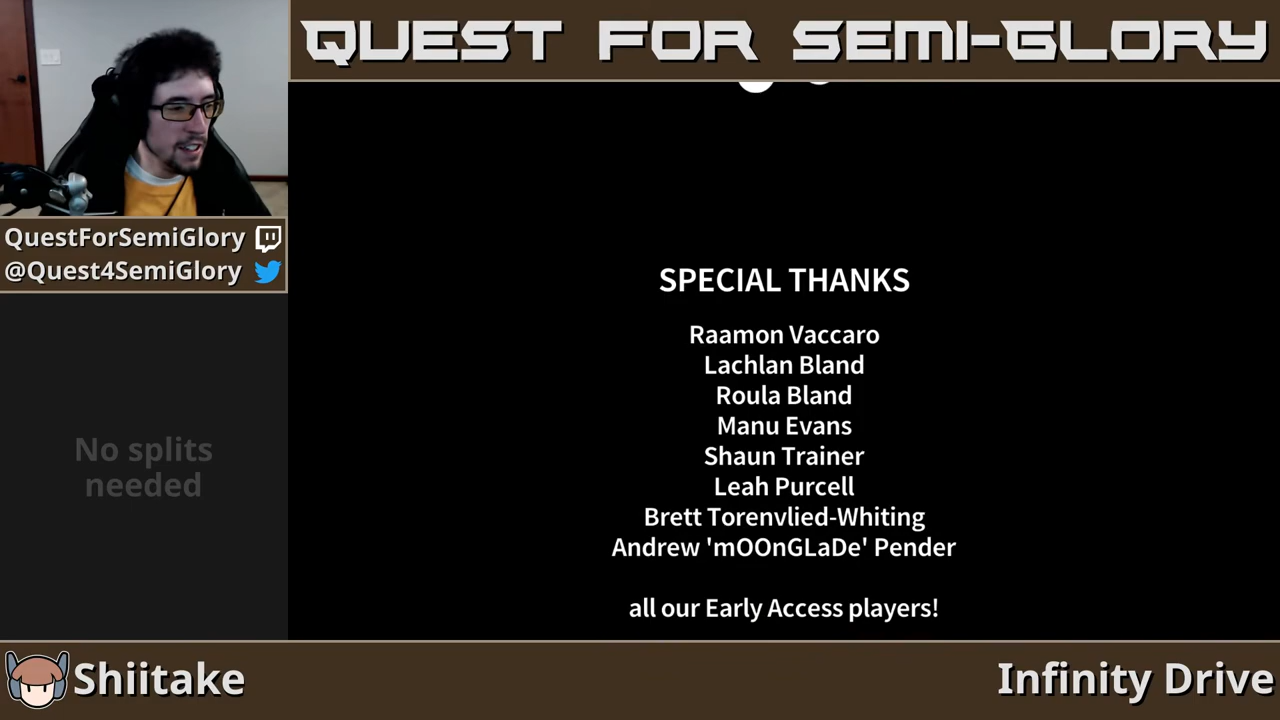 QUEST FOR SEMI-GLORY
QuestForSemiGlory
@Quest4SemiGlory
No splits
needed
SPECIAL THANKS
Raamon Vaccaro
Lachlan Bland
Roula Bland
Manu Evans
Shaun Trainer
Leah Purcell
Brett Torenvlied-Whiting
Andrew 'mOOnGLaDe' Pender
all our Early Access players!
Shiitake
Infinity Drive